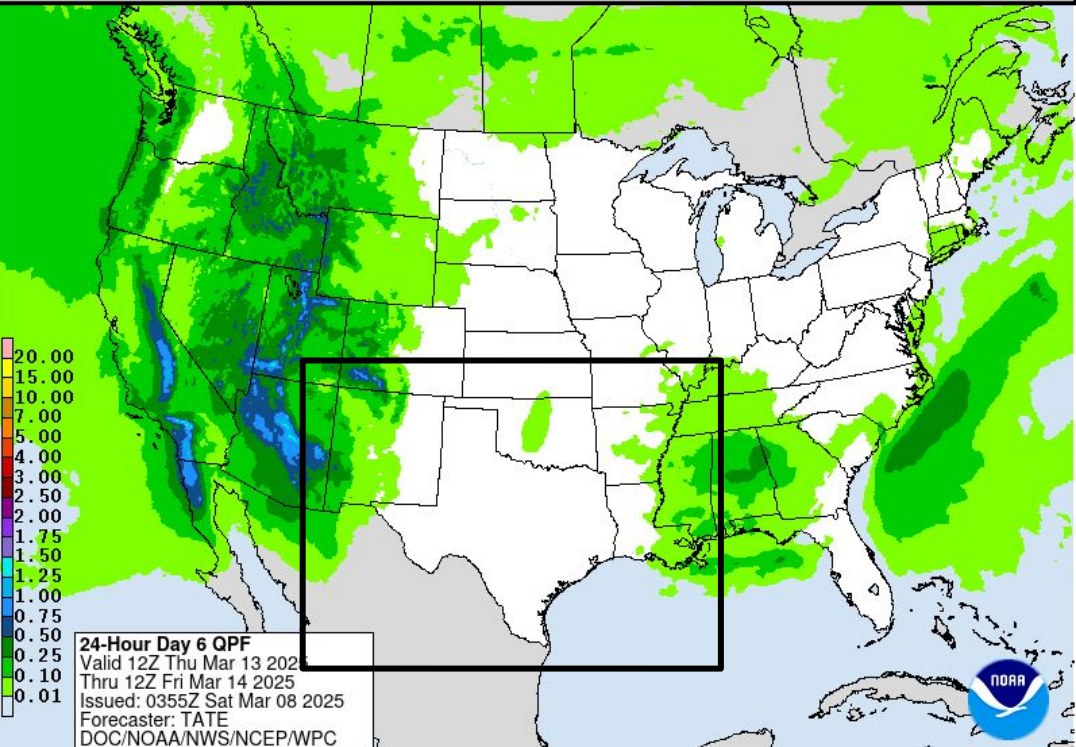 20.00
15.00
10.00
7.00
5.00
4.00
3.00
2.50
2.00
1.75
1.50
1.25
1.00
0.75
0.50
0.25
0.10
0.01
24-Hour Day 6 QPF
Valid 12Z Thu Mar 13 2025
Thru 12Z Fri Mar 14 2025
Issued: 0355Z Sat Mar 08 2025
Forecaster: TATE
DOC/NOAA/NWS/NCEP/WPC
NOAA